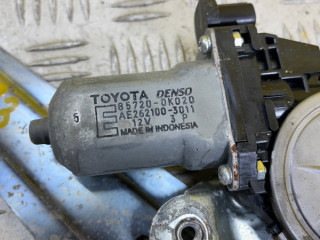 TOYOTA DENSO
85720-0K020
E AE262100-3011
12V 3 P
MADE IN INDONESIA
5